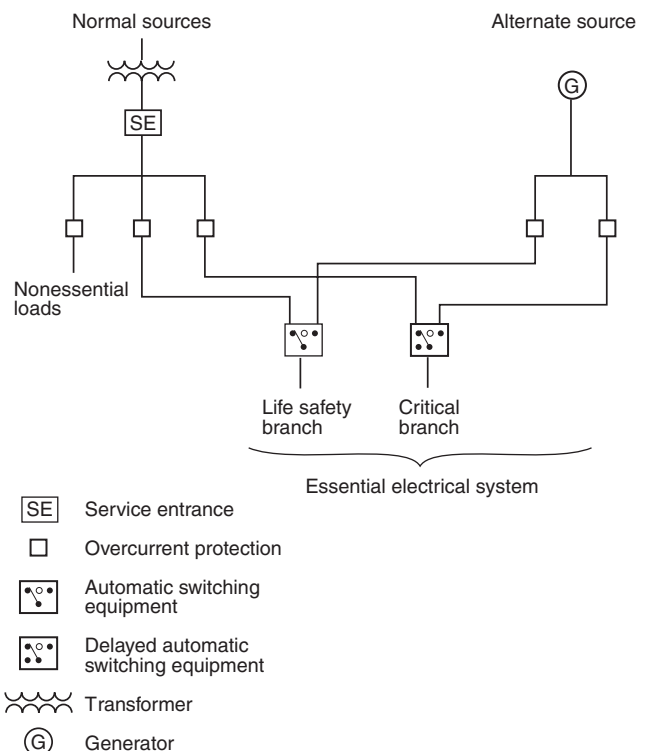 Normal sources
Alternate source
G
SE
Nonessential
loads
Life safety
branch
Critical
branch
Essential electrical system
SE Service entrance
Overcurrent protection
Automatic switching
equipment
Delayed automatic
switching equipment
Transformer
G Generator